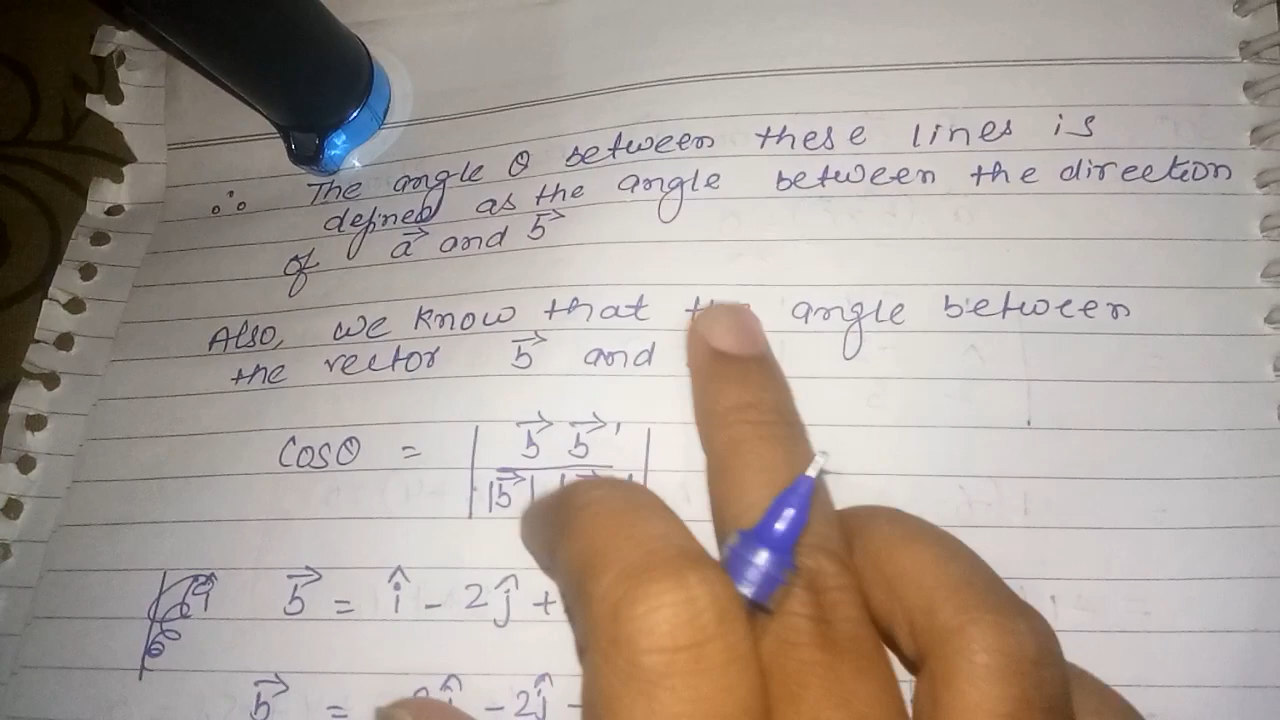 ∴ The angle θ between these lines is
defined as the angle between the direction
of a⃗ and b⃗
Also, we know that the angle between
the vector b⃗ and
Cosθ = | b⃗ b⃗' / |b⃗|
b⃗ = î - 2ĵ +
b⃗ = î - 2ĵ -